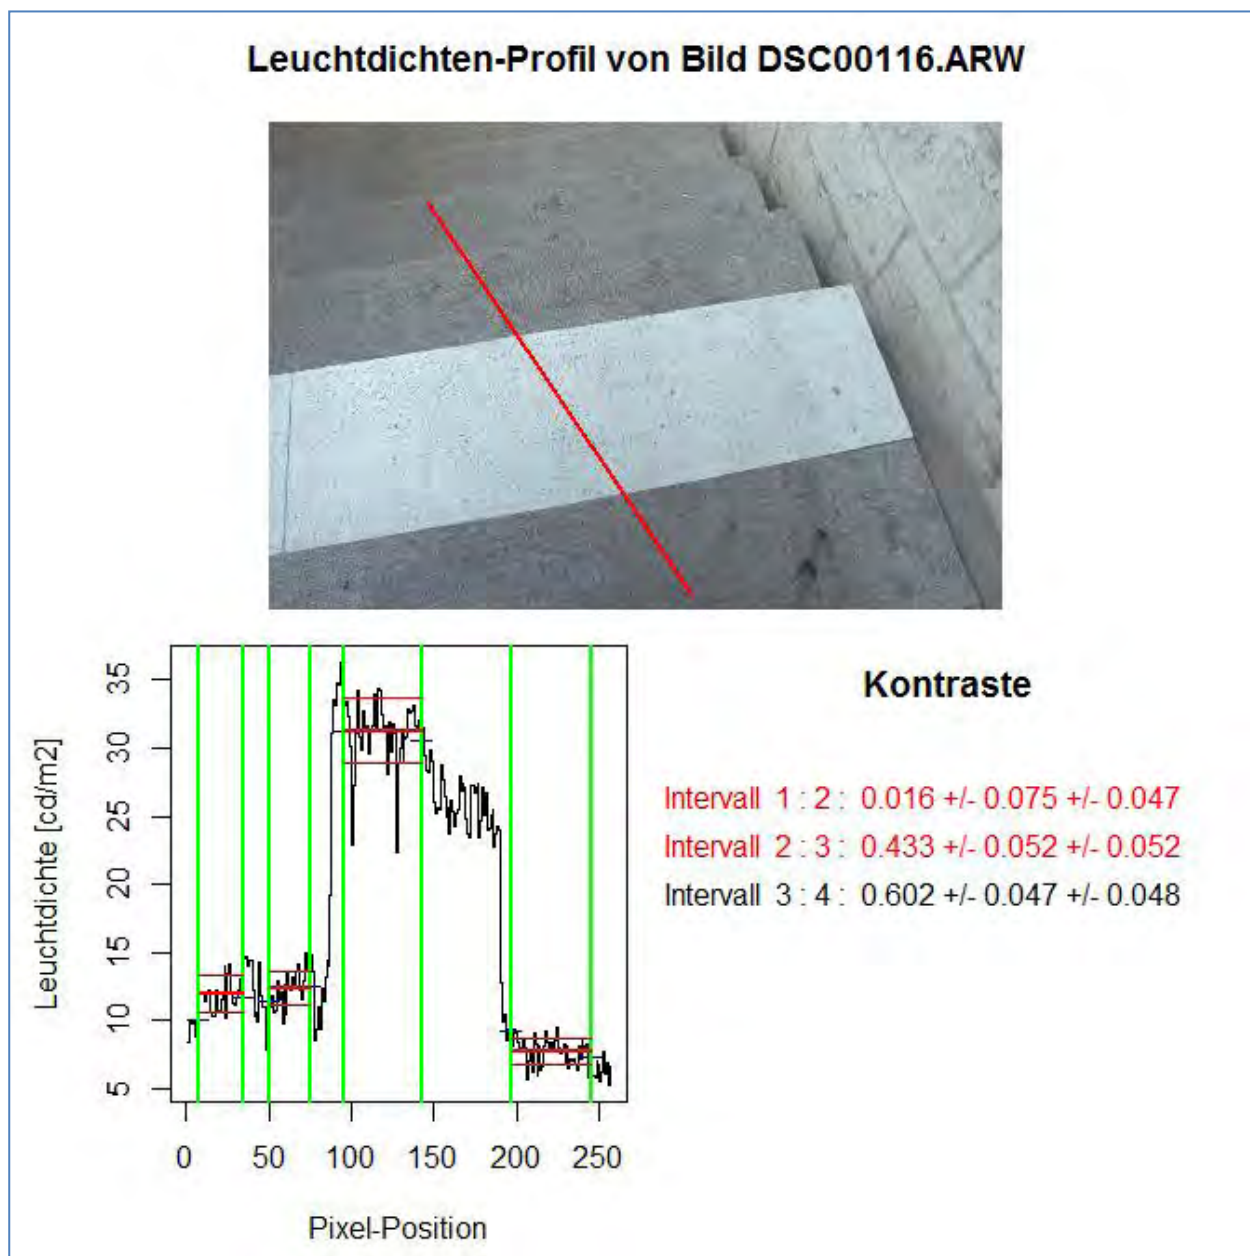 Leuchtdichten-Profil von Bild DSC00116.ARW
Leuchtdichte [cd/m2]
35
30
25
20
15
10
5
0 50 100 150 200 250
Pixel-Position
Kontraste
Intervall 1 : 2 : 0.016 +/- 0.075 +/- 0.047
Intervall 2 : 3 : 0.433 +/- 0.052 +/- 0.052
Intervall 3 : 4 : 0.602 +/- 0.047 +/- 0.048